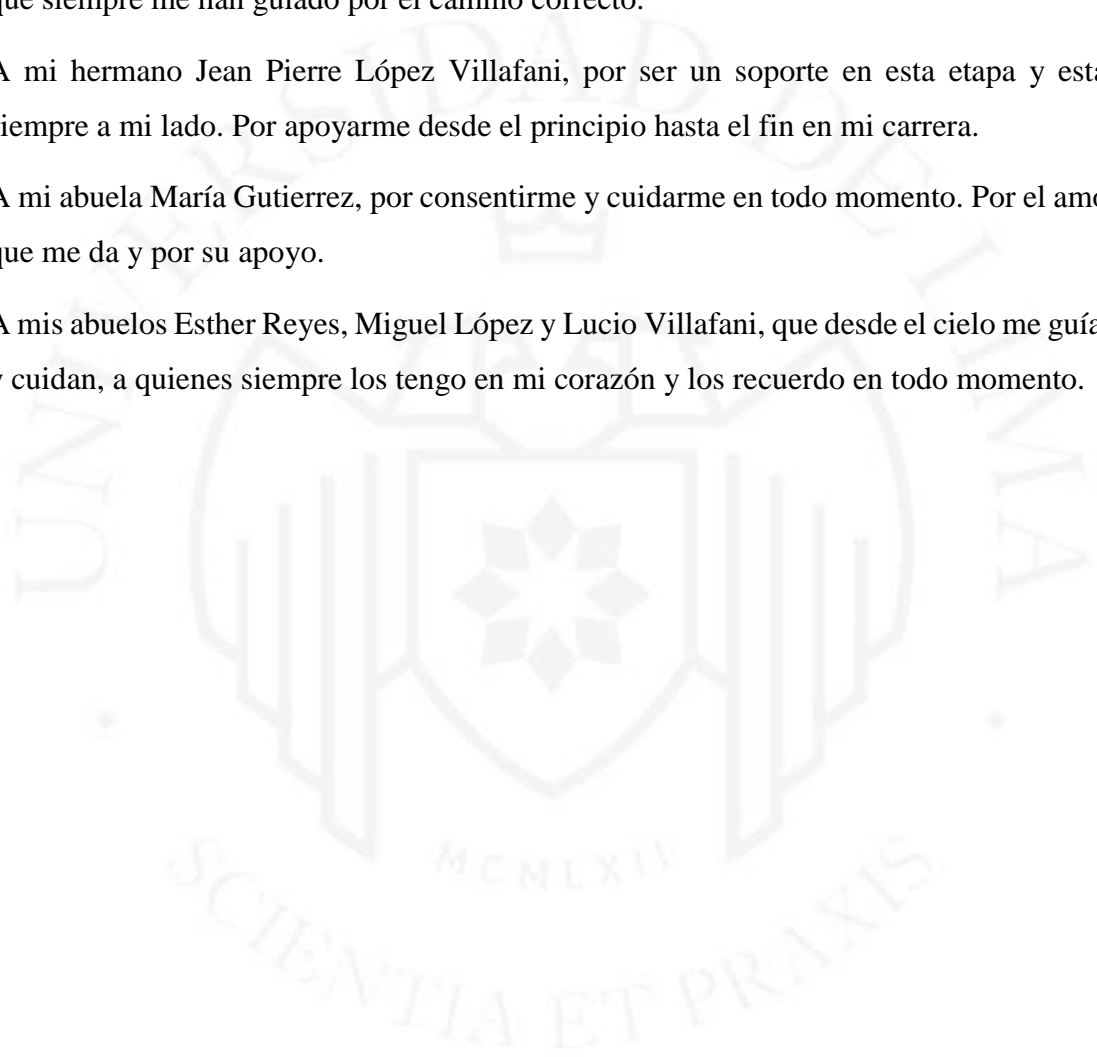 que siempre me han guiado por el camino correcto.
A mi hermano Jean Pierre López Villafani, por ser un soporte en esta etapa y esta
iempre a mi lado. Por apoyarme desde el principio hasta el fin en mi carrera.
A mi abuela María Gutierrez, por consentirme y cuidarme en todo momento. Por el amo
que me da y por su apoyo.
A mis abuelos Esther Reyes, Miguel López y Lucio Villafani, que desde el cielo me guía
y cuidan, a quienes siempre los tengo en mi corazón y los recuerdo en todo momento.
UNIVERSIDAD DE LIMA
MCMLXII
SCIENTIA ET PRAXIS